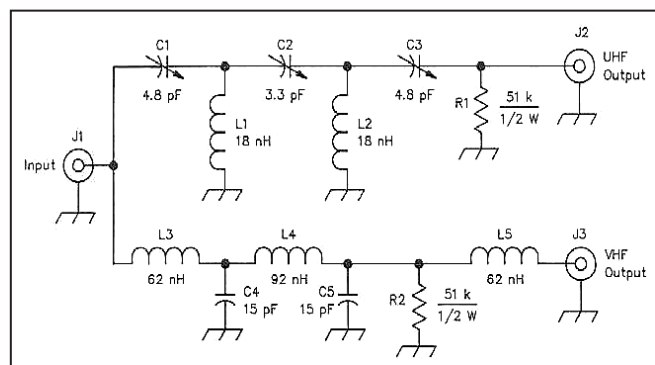 C1
C2
C3
J2
UHF
Output
4.8 pF
3.3 pF
4.8 pF
R1
51 k
1/2 W
L1
18 nH
L2
18 nH
J1
Input
L3
L4
L5
J3
VHF
Output
62 nH
92nH
62 nH
C4
15 pF
C5
15 pF
R2
51 k
1/2 W